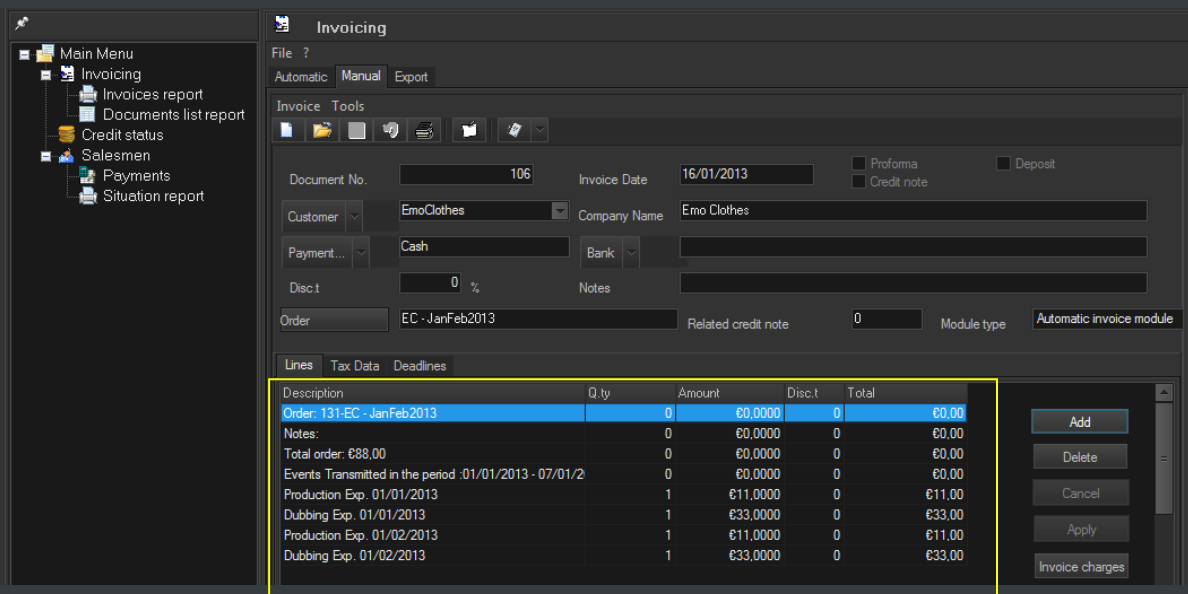 Invoicing
Main Menu
Invoicing
Invoices report
Documents list report
Credit status
Salesmen
Payments
Situation report
File ?
Automatic Manual Export
Invoice Tools
Document No. 106 Invoice Date 16/01/2013 Proforma Deposit
Credit note
Customer EmoClothes Company Name Emo Clothes
Payment... Cash Bank
Disc.t 0 % Notes
Order EC - JanFeb2013 Related credit note 0 Module type Automatic invoice module
Lines Tax Data Deadlines
Description Q.ty Amount Disc.t Total
Order: 131-EC - JanFeb2013 0 €0,0000 0 €0,00
Notes: 0 €0,0000 0 €0,00
Total order: €88,00 0 €0,0000 0 €0,00
Events Transmitted in the period :01/01/2013 - 07/01/2 0 €0,0000 0 €0,00
Production Exp. 01/01/2013 1 €11,0000 0 €11,00
Dubbing Exp. 01/01/2013 1 €33,0000 0 €33,00
Production Exp. 01/02/2013 1 €11,0000 0 €11,00
Dubbing Exp. 01/02/2013 1 €33,0000 0 €33,00
Add
Delete
Cancel
Apply
Invoice charges